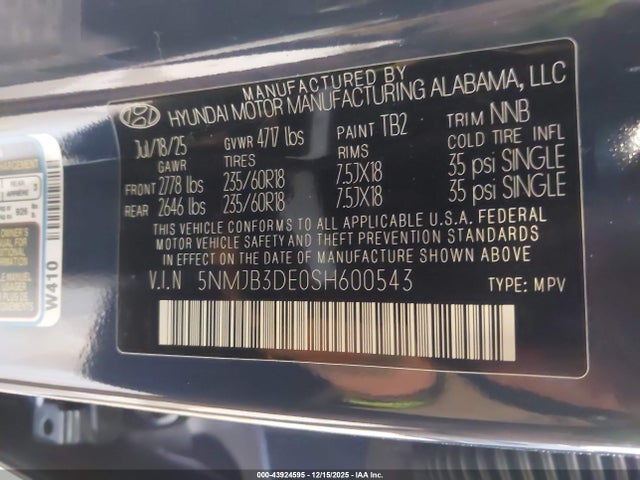 MANUFACTURED BY
HYUNDAI MOTOR MANUFACTURING ALABAMA, LLC
Jul/18/25 GVWR 4717 lbs PAINT TB2 TRIM NNB
GAWR TIRES RIMS COLD TIRE INFL
FRONT 2778 lbs 235/60R18 7.5JX18 35 psi SINGLE
REAR 2646 lbs 235/60R18 7.5JX18 35 psi SINGLE
THIS VEHICLE CONFORMS TO ALL APPLICABLE U.S.A. FEDERAL
MOTOR VEHICLE SAFETY AND THEFT PREVENTION STANDARDS
IN EFFECT ON THE DATE OF MANUFACTURE SHOWN ABOVE.
V.I.N 5NMJB3DE0SH600543 TYPE: MPV
W410
000-43924595 - 12/15/2025 - IAA Inc.